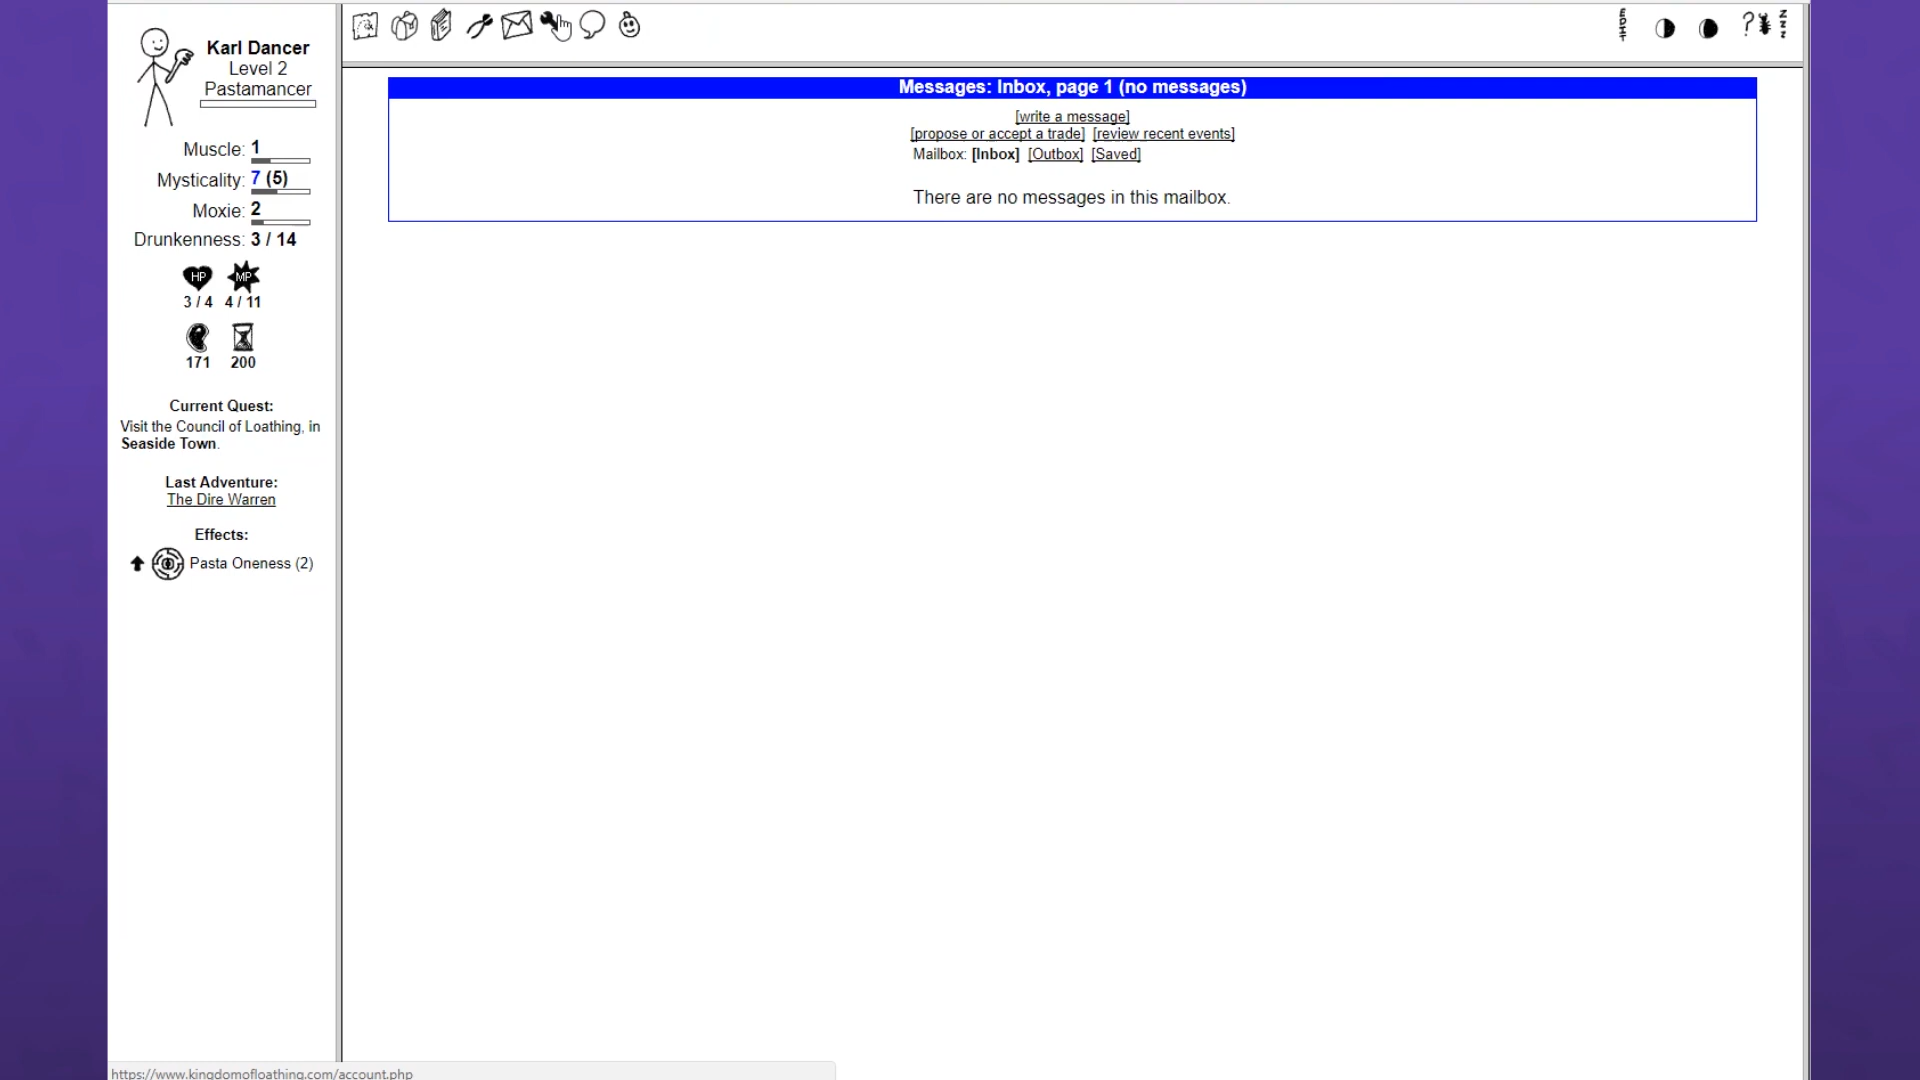 Karl Dancer
Level 2
Pastamancer
Muscle: 1
Mysticality: 7 (5)
Moxie: 2
Drunkenness: 3 / 14
HP MP
3 / 4 4 / 11
171 200
Current Quest:
Visit the Council of Loathing, in
Seaside Town.
Last Adventure:
The Dire Warren
Effects:
Pasta Oneness (2)
EDIT
?
Z z z
Messages: Inbox, page 1 (no messages)
[write a message]
[propose or accept a trade] [review recent events]
Mailbox: [Inbox] [Outbox] [Saved]
There are no messages in this mailbox.
https://www.kingdomofloathing.com/account.php